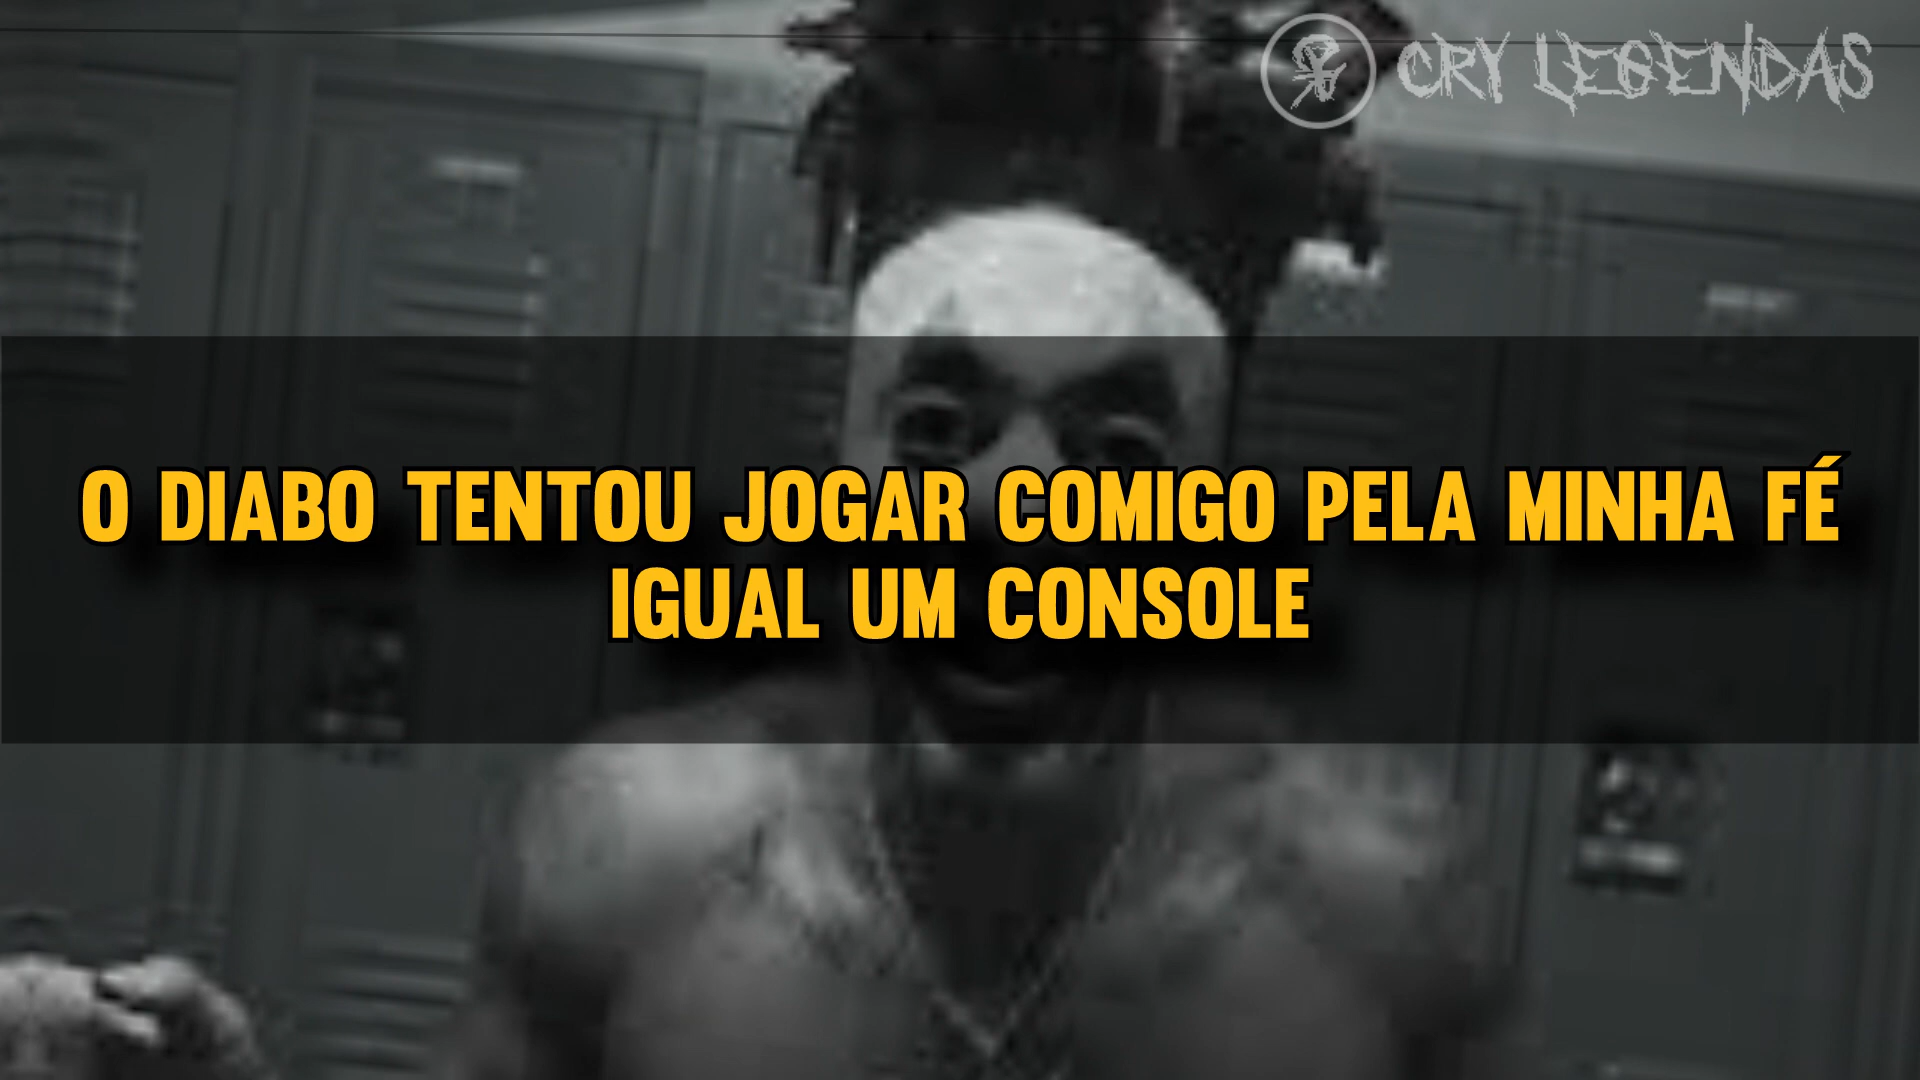 CRY LEGENDAS
O DIABO TENTOU JOGAR COMIGO PELA MINHA FÉ
IGUAL UM CONSOLE